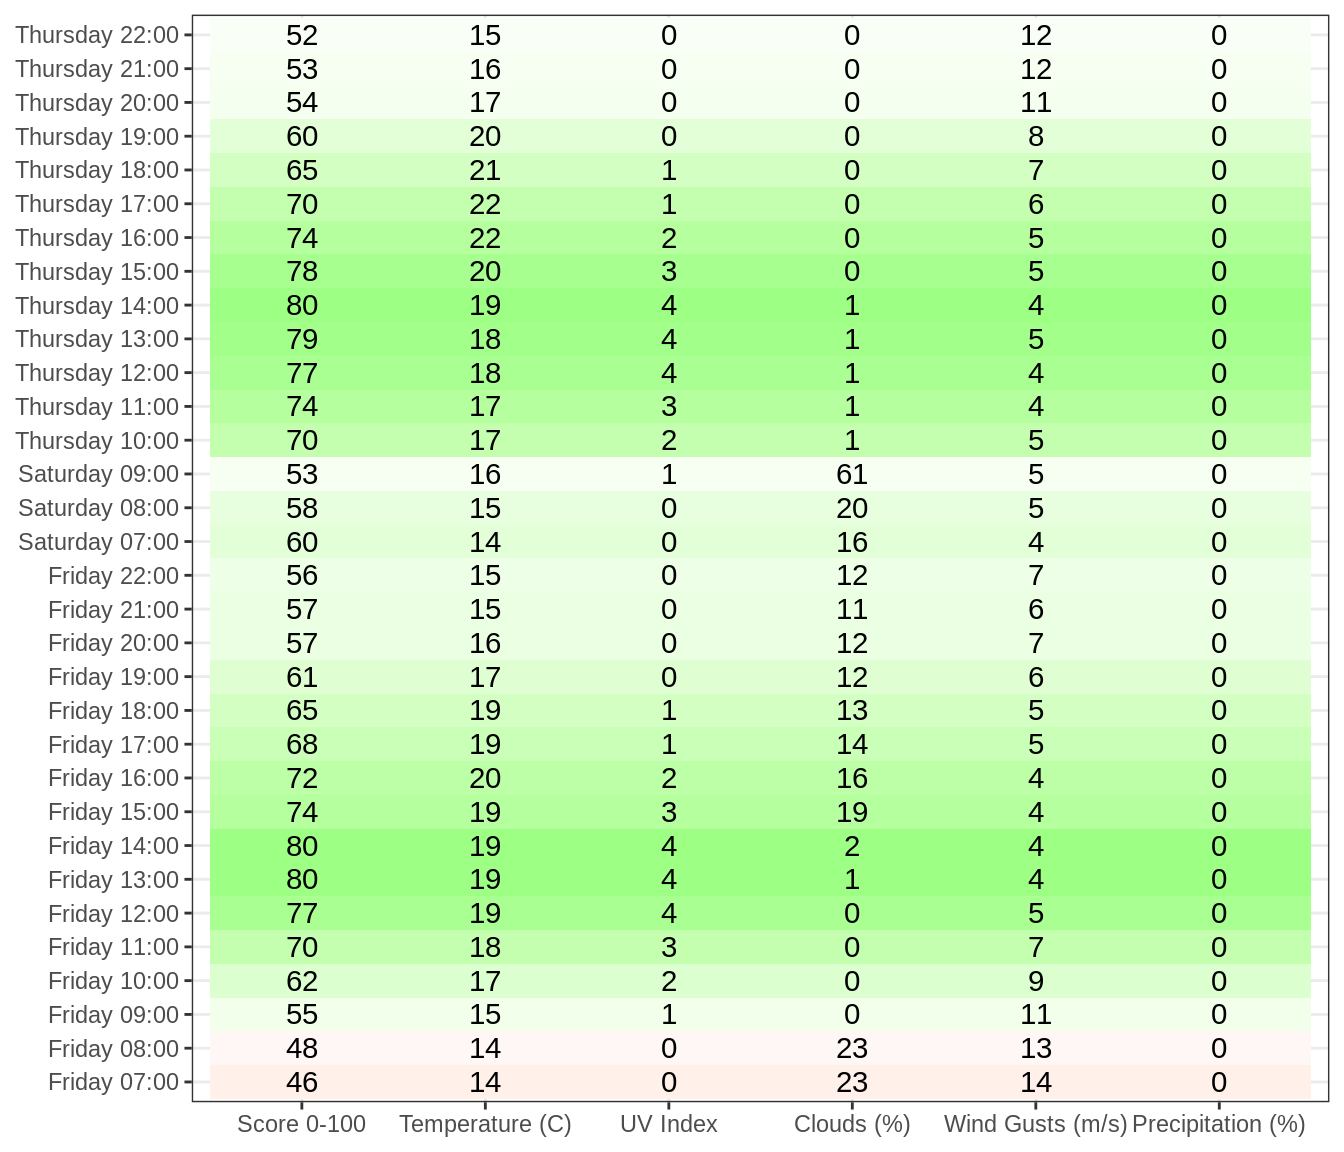 Thursday 22:00 52 15 0 0 12 0
Thursday 21:00 53 16 0 0 12 0
Thursday 20:00 54 17 0 0 11 0
Thursday 19:00 60 20 0 0 8 0
Thursday 18:00 65 21 1 0 7 0
Thursday 17:00 70 22 1 0 6 0
Thursday 16:00 74 22 2 0 5 0
Thursday 15:00 78 20 3 0 5 0
Thursday 14:00 80 19 4 1 4 0
Thursday 13:00 79 18 4 1 5 0
Thursday 12:00 77 18 4 1 4 0
Thursday 11:00 74 17 3 1 4 0
Thursday 10:00 70 17 2 1 5 0
Saturday 09:00 53 16 1 61 5 0
Saturday 08:00 58 15 0 20 5 0
Saturday 07:00 60 14 0 16 4 0
Friday 22:00 56 15 0 12 7 0
Friday 21:00 57 15 0 11 6 0
Friday 20:00 57 16 0 12 7 0
Friday 19:00 61 17 0 12 6 0
Friday 18:00 65 19 1 13 5 0
Friday 17:00 68 19 1 14 5 0
Friday 16:00 72 20 2 16 4 0
Friday 15:00 74 19 3 19 4 0
Friday 14:00 80 19 4 2 4 0
Friday 13:00 80 19 4 1 4 0
Friday 12:00 77 19 4 0 5 0
Friday 11:00 70 18 3 0 7 0
Friday 10:00 62 17 2 0 9 0
Friday 09:00 55 15 1 0 11 0
Friday 08:00 48 14 0 23 13 0
Friday 07:00 46 14 0 23 14 0
Score 0-100 Temperature (C) UV Index Clouds (%) Wind Gusts (m/s) Precipitation (%)